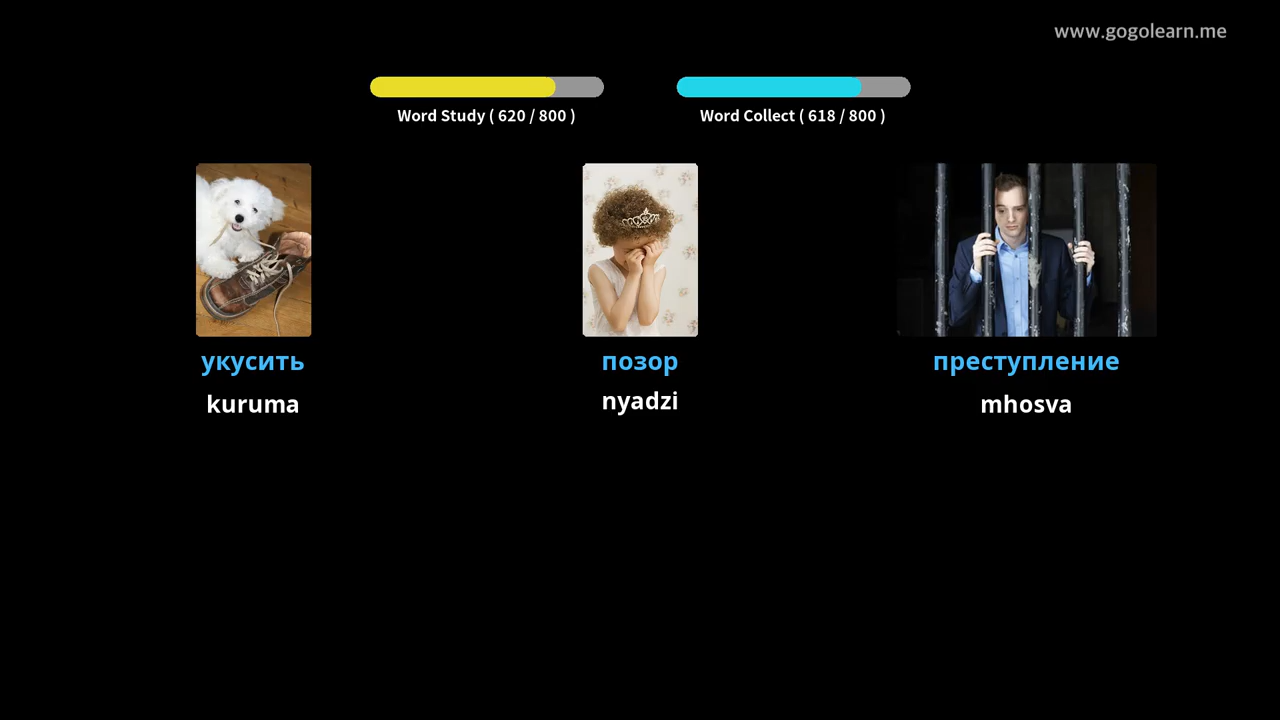 www.gogolearn.me
Word Study ( 620 / 800 )
Word Collect ( 618 / 800 )
укусить
позор
преступление
kuruma
nyadzi
mhosva